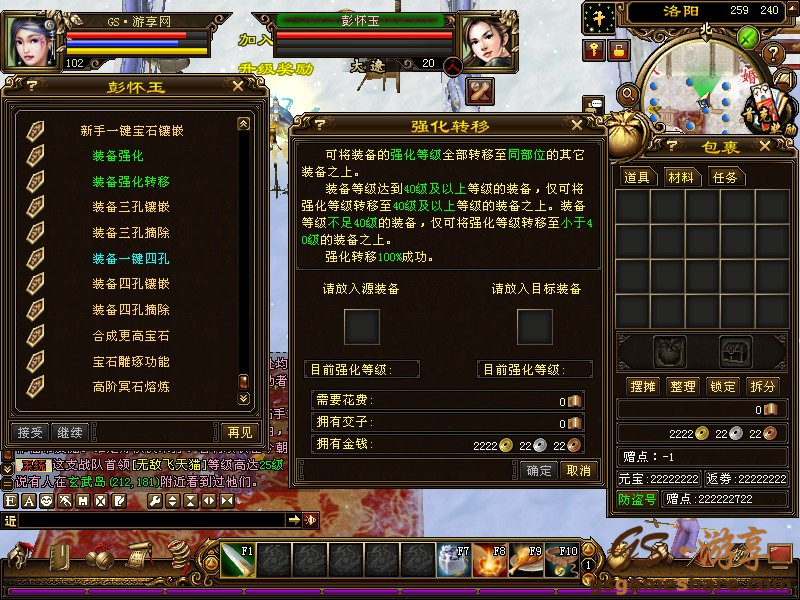 GS·游享网
102
加入
升级奖励
彭怀玉
大遼
20
洛阳
259 240
北
彭怀玉
新手一键宝石镶嵌
装备强化
装备强化转移
装备三孔镶嵌
装备三孔摘除
装备一键四孔
装备四孔镶嵌
装备四孔摘除
合成更高宝石
宝石雕琢功能
高阶冥石熔炼
接受
继续
再见
强化转移
可将装备的强化等级全部转移至同部位的其它
装备之上。
装备等级达到40级及以上等级的装备，仅可将
强化等级转移至40级及以上等级的装备之上。装备
等级不足40级的装备，仅可将强化等级转移至小于4
0级的装备之上。
强化转移100%成功。
请放入源装备
请放入目标装备
目前强化等级：
目前强化等级：
需要花费： 0
拥有交子： 0
拥有金钱： 2222 22 22
确定
取消
包裹
道具
材料
任务
摆摊
整理
锁定
拆分
0
2222 22 22
赠点：-1
元宝：22222222
返券：22222222
防盗号
赠点：222222722
系统
这支战队首领[无敌飞天猫]等级高达25级
说有人在玄武岛(212,181)附近看到过他们。
近
F1
F7
F8
F9
F10
1
GS·游享